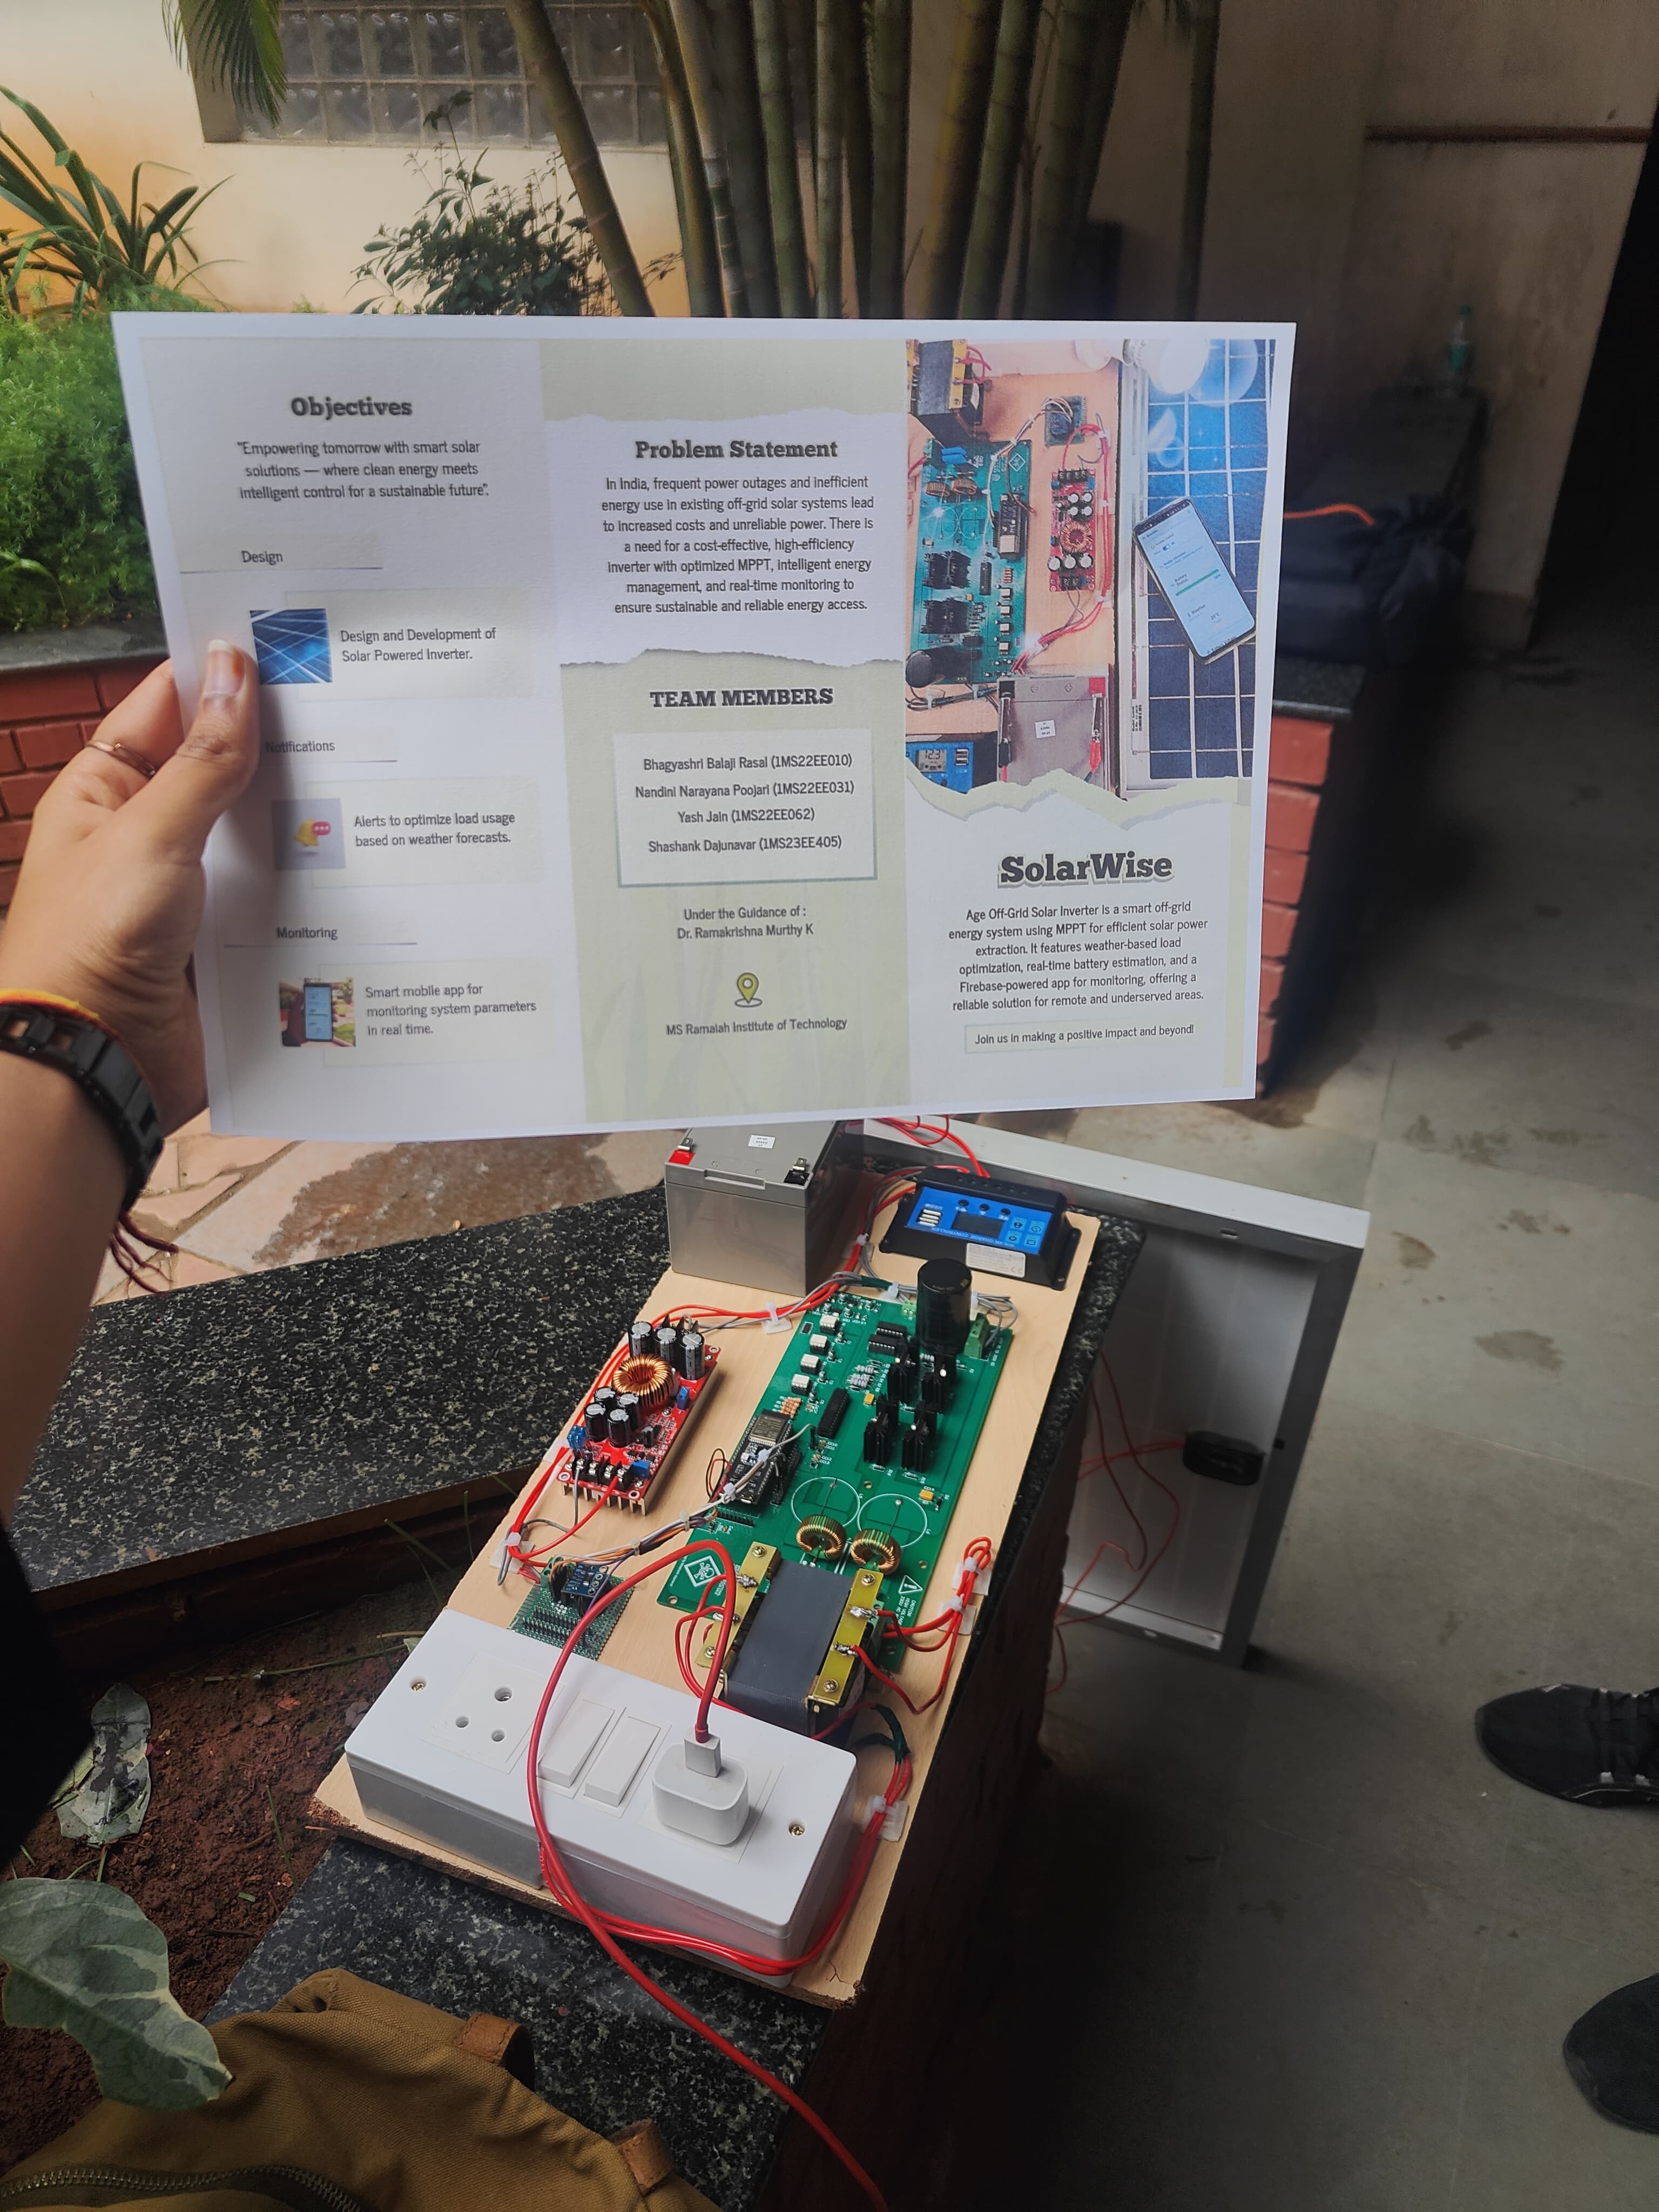 Objectives
"Empowering tomorrow with smart solar
solutions — where clean energy meets
intelligent control for a sustainable future".
Design
Design and Development of
Solar Powered Inverter.
Notifications
Alerts to optimize load usage
based on weather forecasts.
Monitoring
Smart mobile app for
monitoring system parameters
in real time.
Problem Statement
In India, frequent power outages and inefficient
energy use in existing off-grid solar systems lead
to increased costs and unreliable power. There is
a need for a cost-effective, high-efficiency
inverter with optimized MPPT, intelligent energy
management, and real-time monitoring to
ensure sustainable and reliable energy access.
TEAM MEMBERS
Bhagyashri Balaji Rasal (1MS22EE010)
Nandini Narayana Poojari (1MS22EE031)
Yash Jain (1MS22EE062)
Shashank Dajunavar (1MS23EE405)
Under the Guidance of :
Dr. Ramakrishna Murthy K
MS Ramaiah Institute of Technology
SolarWise
Age Off-Grid Solar Inverter is a smart off-grid
energy system using MPPT for efficient solar power
extraction. It features weather-based load
optimization, real-time battery estimation, and a
Firebase-powered app for monitoring, offering a
reliable solution for remote and underserved areas.
Join us in making a positive impact and beyond!